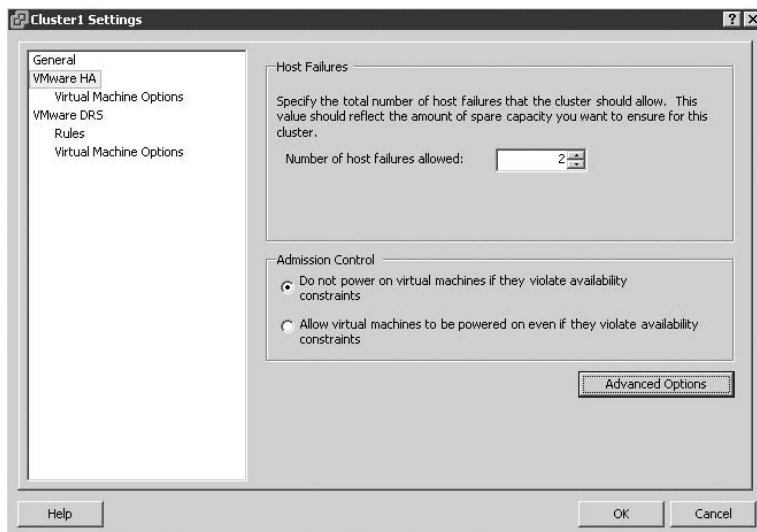 Cluster1 Settings
General
VMware HA
Virtual Machine Options
VMware DRS
Rules
Virtual Machine Options
Host Failures
Specify the total number of host failures that the cluster should allow. This
value should reflect the amount of spare capacity you want to ensure for this
cluster.
Number of host failures allowed: 2
Admission Control
Do not power on virtual machines if they violate availability
constraints
Allow virtual machines to be powered on even if they violate availability
constraints
Advanced Options
Help
OK
Cancel